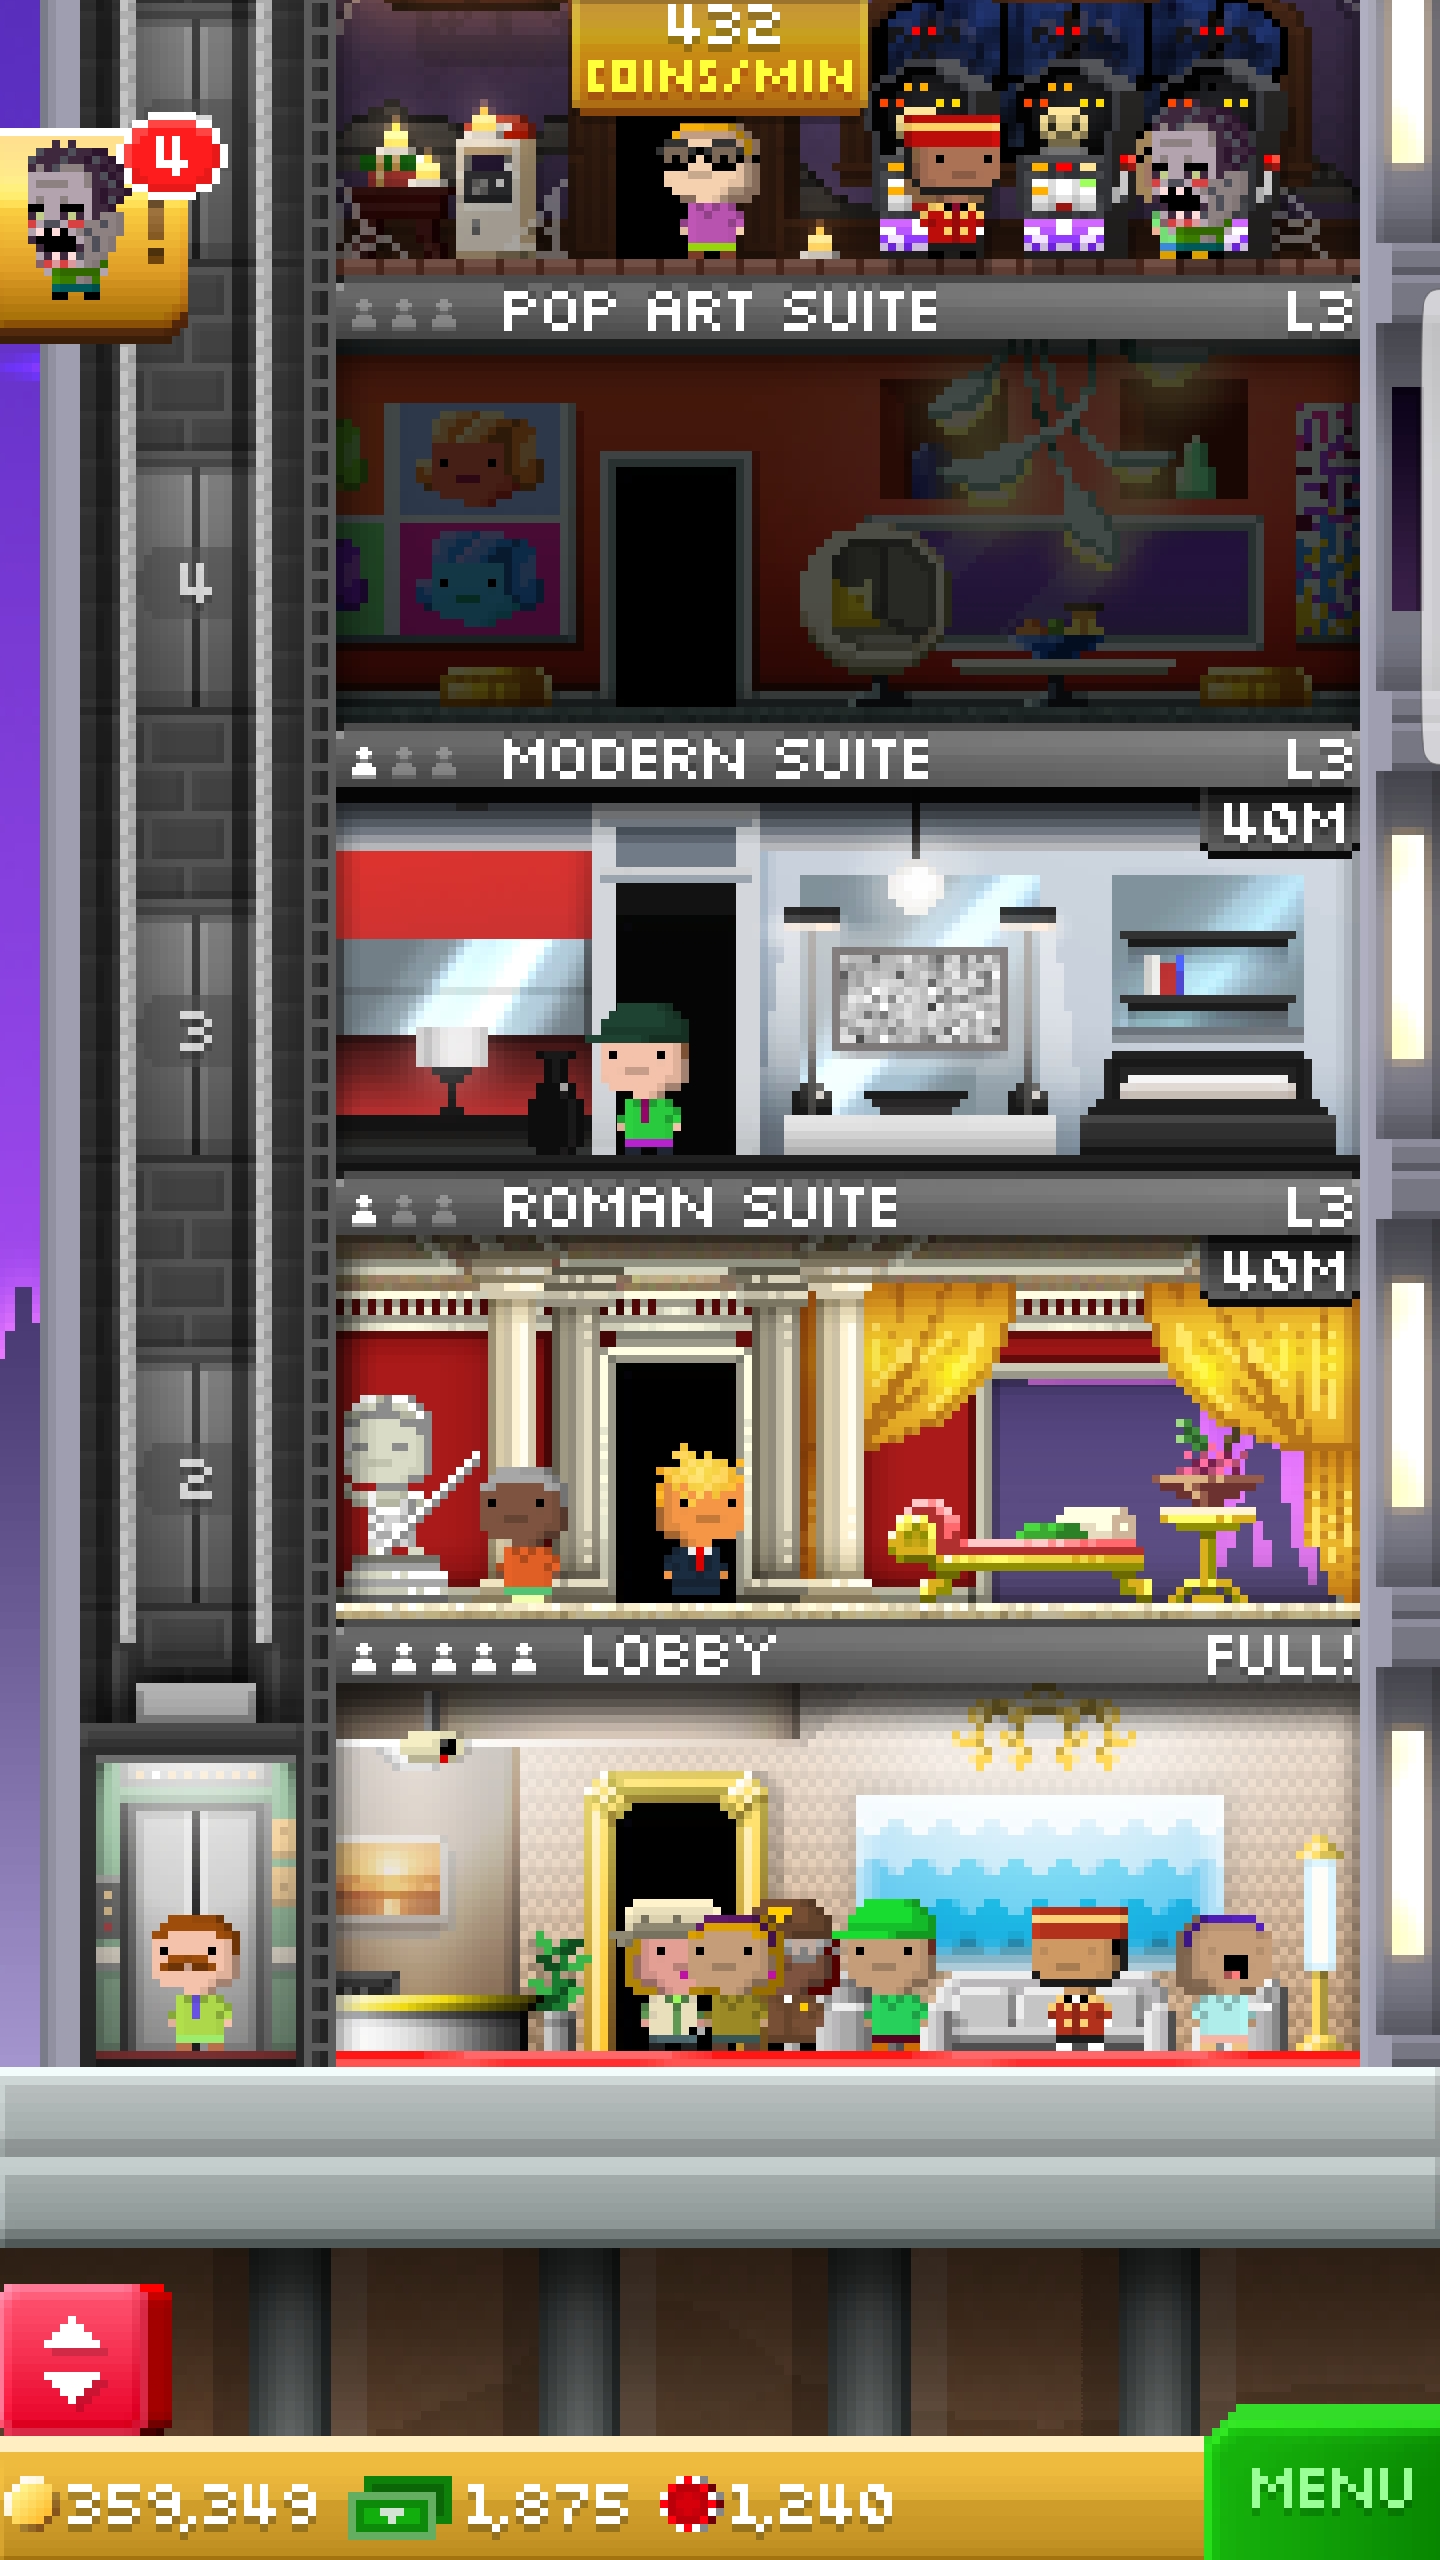 432
COINS/MIN
4
!
POP ART SUITE L3
4
MODERN SUITE L3
40M
3
ROMAN SUITE L3
40M
2
LOBBY FULL!
359,349 1,875 1,240
MENU